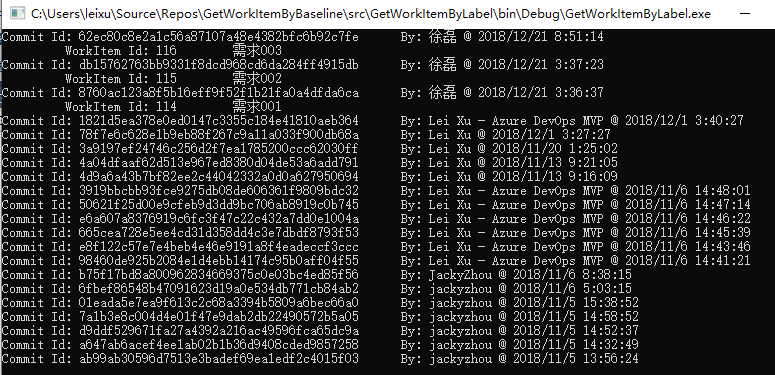 C:\Users\leixu\Source\Repos\GetWorkItemByBaseline\src\GetWorkItemByLabel\bin\Debug\GetWorkItemByLabel.exe
Commit Id: 62ec80c8e2a1c56a87107a48e4382bfc6b92c7fe By: 徐磊 @ 2018/12/21 8:51:14
WorkItem Id: 116 需求003
Commit Id: db15762763bb9331f8dcd968cd6da284ff4915db By: 徐磊 @ 2018/12/21 3:37:23
WorkItem Id: 115 需求002
Commit Id: 8760ac123a8f5b16eff9f52f1b21fa0a4dfda6ca By: 徐磊 @ 2018/12/21 3:36:37
WorkItem Id: 114 需求001
Commit Id: 1821d5ea378e0ed0147c3355c184e41810aeb364 By: Lei Xu - Azure DevOps MVP @ 2018/12/1 3:40:27
Commit Id: 78f7e6c628e1b9eb88f267c9a11a033f900db68a By: Lei Xu @ 2018/12/1 3:27:27
Commit Id: 3a9197ef24746c256d2f7ea1785200ccc62030ff By: Lei Xu @ 2018/11/20 1:25:02
Commit Id: 4a04dfaaf62d513e967ed8380d04de53a6add791 By: Lei Xu @ 2018/11/13 9:21:05
Commit Id: 4d9a6a43b7bf82ee2c44042332a0d0a627950694 By: Lei Xu @ 2018/11/13 9:16:09
Commit Id: 3919bbcbb93fce9275db08de606361f9809bdc32 By: Lei Xu - Azure DevOps MVP @ 2018/11/6 14:48:01
Commit Id: 50621f25d00e9cfeb9d3dd9bc706ab8919c0b745 By: Lei Xu - Azure DevOps MVP @ 2018/11/6 14:47:14
Commit Id: e6a607a8376919c6fc3f47c22c432a7dd0e1004a By: Lei Xu - Azure DevOps MVP @ 2018/11/6 14:46:22
Commit Id: 665cea728e5ee4cd31d358dd4c3e7dbdf8793f53 By: Lei Xu - Azure DevOps MVP @ 2018/11/6 14:45:39
Commit Id: e8f122c57e7e4beb4e46e9191a8f4eadeccf3ccc By: Lei Xu - Azure DevOps MVP @ 2018/11/6 14:43:46
Commit Id: 98460de925b2084e1d4ebb14174c95b0aff04f55 By: Lei Xu - Azure DevOps MVP @ 2018/11/6 14:41:21
Commit Id: b75f17bd8a800962834669375c0e03bc4ed85f56 By: JackyZhou @ 2018/11/6 8:38:15
Commit Id: 6fbef86548b47091623d19a0e534db771cb84ab2 By: jackyzhou @ 2018/11/6 5:03:15
Commit Id: 01eada5e7ea9f613c2c68a3394b5809a6bec66a0 By: jackyzhou @ 2018/11/5 15:38:52
Commit Id: 7a1b3e8c004d4e01f47e9dab2db22490572b5a05 By: jackyzhou @ 2018/11/5 14:58:52
Commit Id: d9ddf529671fa27a4392a216ac49596fca65dc9a By: jackyzhou @ 2018/11/5 14:52:37
Commit Id: a647ab6acef4ee1ab02b1b36d9408cded9857258 By: jackyzhou @ 2018/11/5 14:32:49
Commit Id: ab99ab30596d7513e3badef69ea1edf2c4015f03 By: jackyzhou @ 2018/11/5 13:56:24